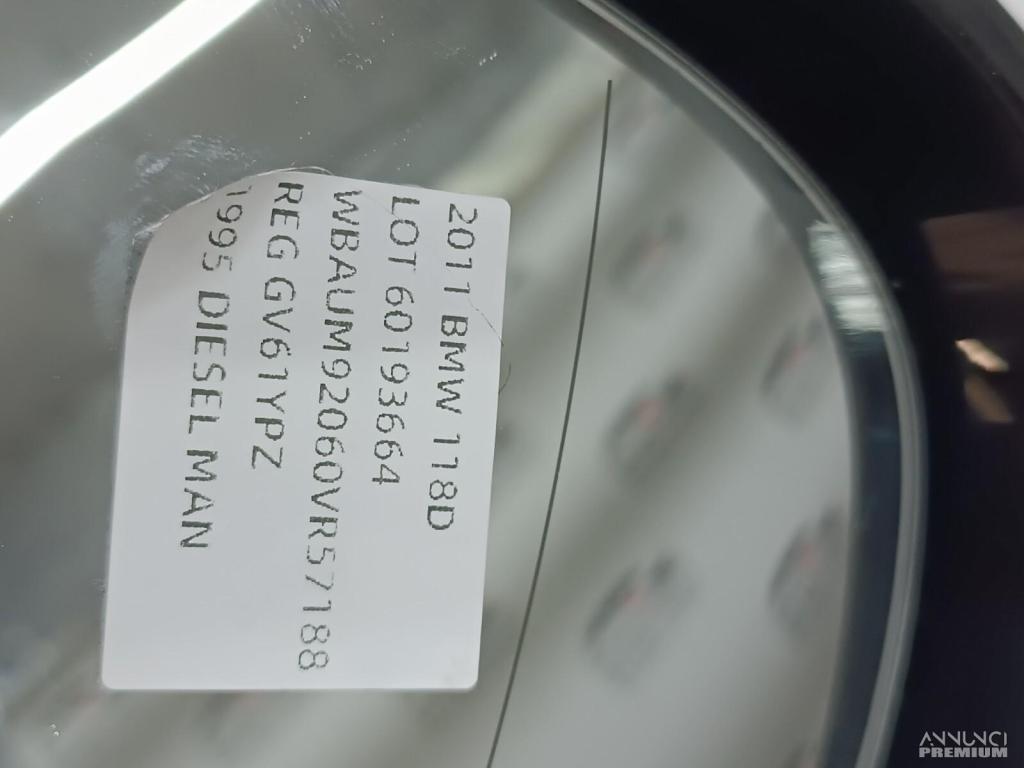 2011 BMW 118D
LOT 60193664
WBAUM92060VR57188
REG GV61YPZ
1995 DIESEL MAN
ANNUNCI
PREMIUM